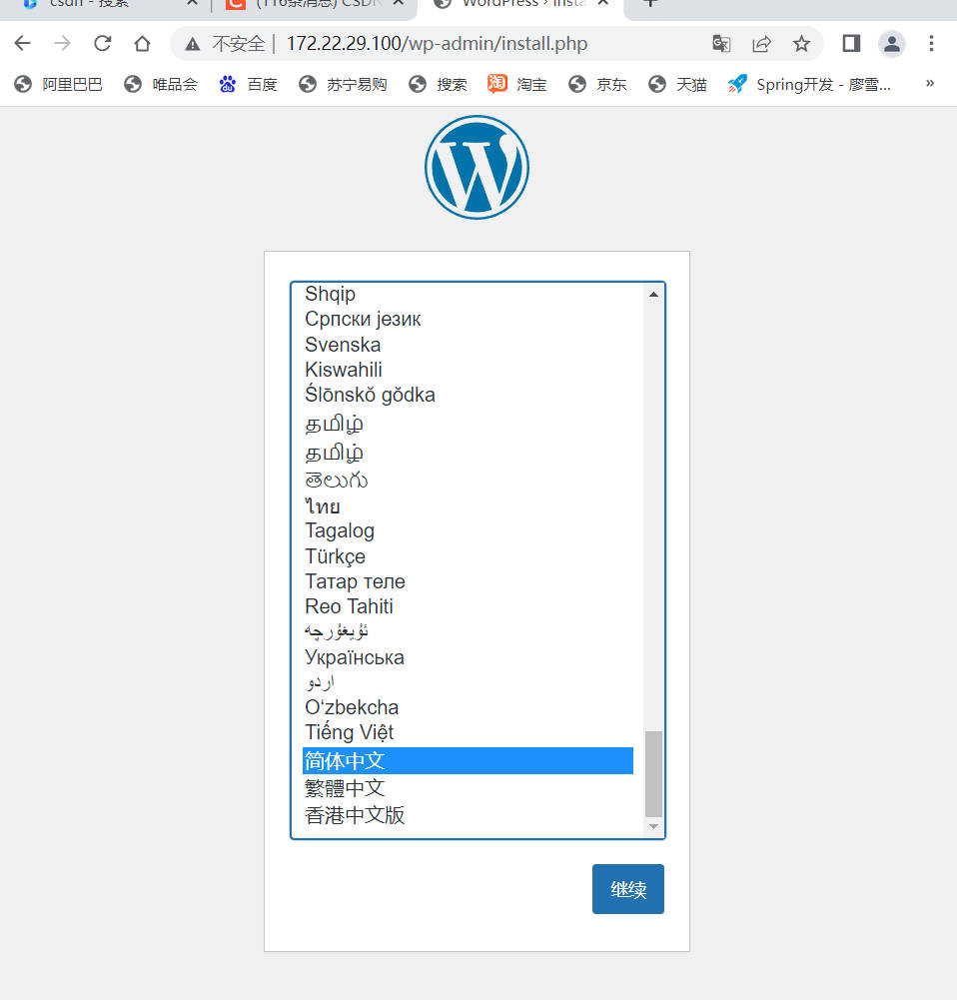 csdn - 搜索
(116条消息) CSDN
WordPress › Insta
不安全 | 172.22.29.100/wp-admin/install.php
阿里巴巴 唯品会 百度 苏宁易购 搜索 淘宝 京东 天猫 Spring开发 - 廖雪... »
Shqip
Српски језик
Svenska
Kiswahili
Ślōnskŏ gŏdka
தமிழ்
தமிழ்
తెలుగు
ไทย
Tagalog
Türkçe
Татар теле
Reo Tahiti
ئۇيغۇرچە
Українська
اردو
O‘zbekcha
Tiếng Việt
简体中文
繁體中文
香港中文版
继续